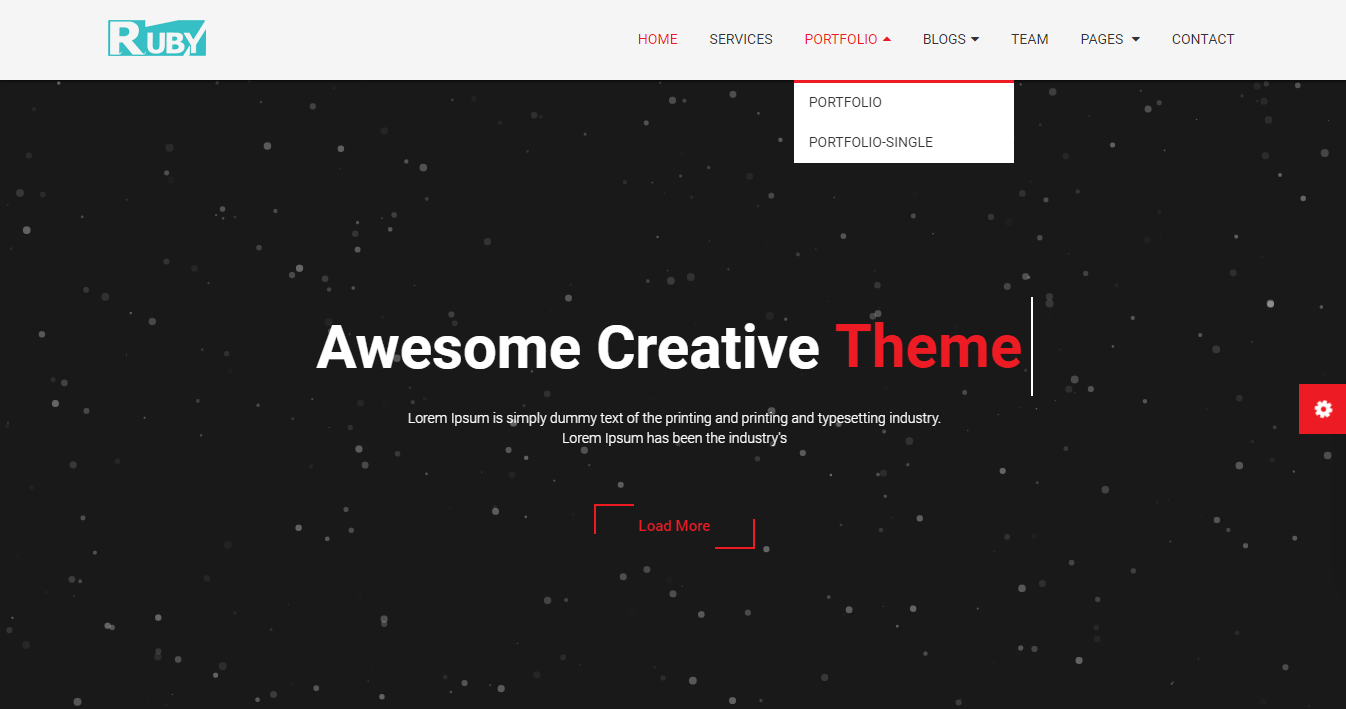 RUBY
HOME SERVICES PORTFOLIO BLOGS TEAM PAGES CONTACT
PORTFOLIO
PORTFOLIO-SINGLE
Awesome Creative Theme
Lorem Ipsum is simply dummy text of the printing and printing and typesetting industry.
Lorem Ipsum has been the industry's
Load More